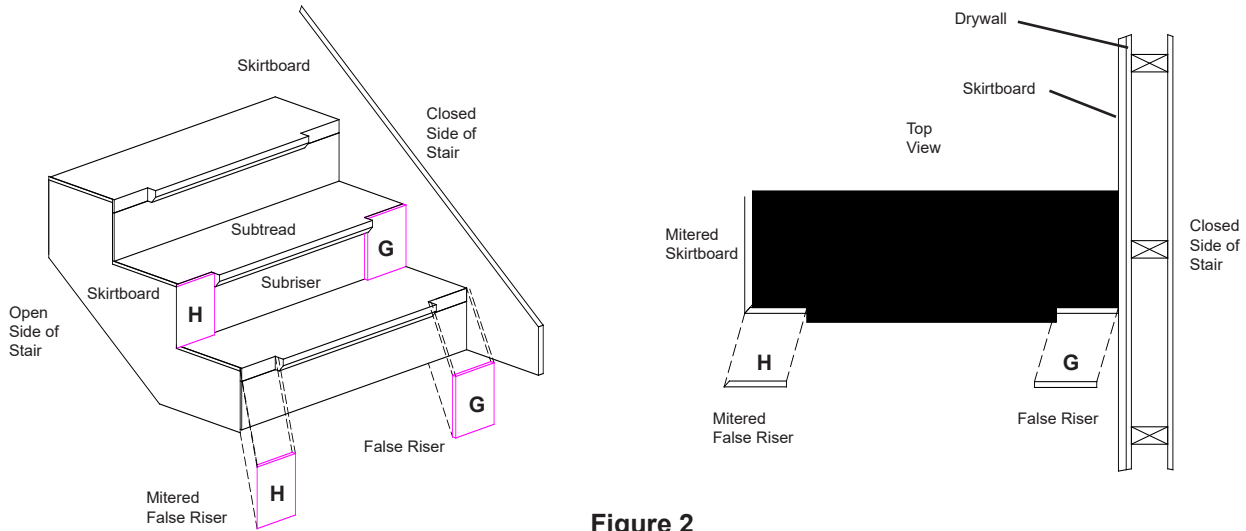 Skirtboard
Closed
Side of
Stair
Subtread
G
Subriser
Skirtboard
H
Open
Side of
Stair
G
False Riser
H
Mitered
False Riser
Drywall
Skirtboard
Top
View
Mitered
Skirtboard
Closed
Side of
Stair
H
G
Mitered
False Riser
False Riser
Figure 2